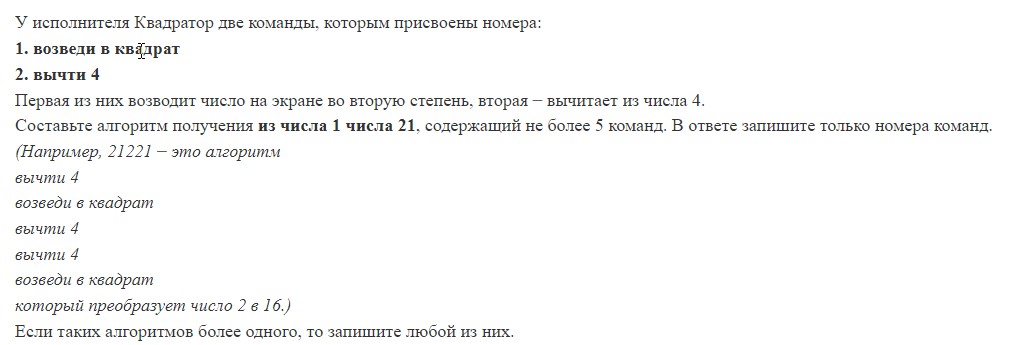 У исполнителя Квадратор две команды, которым присвоены номера:
1. возведи в квадрат
2. вычти 4
Первая из них возводит число на экране во вторую степень, вторая – вычитает из числа 4.
Составьте алгоритм получения из числа 1 числа 21, содержащий не более 5 команд. В ответе запишите только номера команд.
(Например, 21221 – это алгоритм
вычти 4
возведи в квадрат
вычти 4
вычти 4
возведи в квадрат
который преобразует число 2 в 16.)
Если таких алгоритмов более одного, то запишите любой из них.